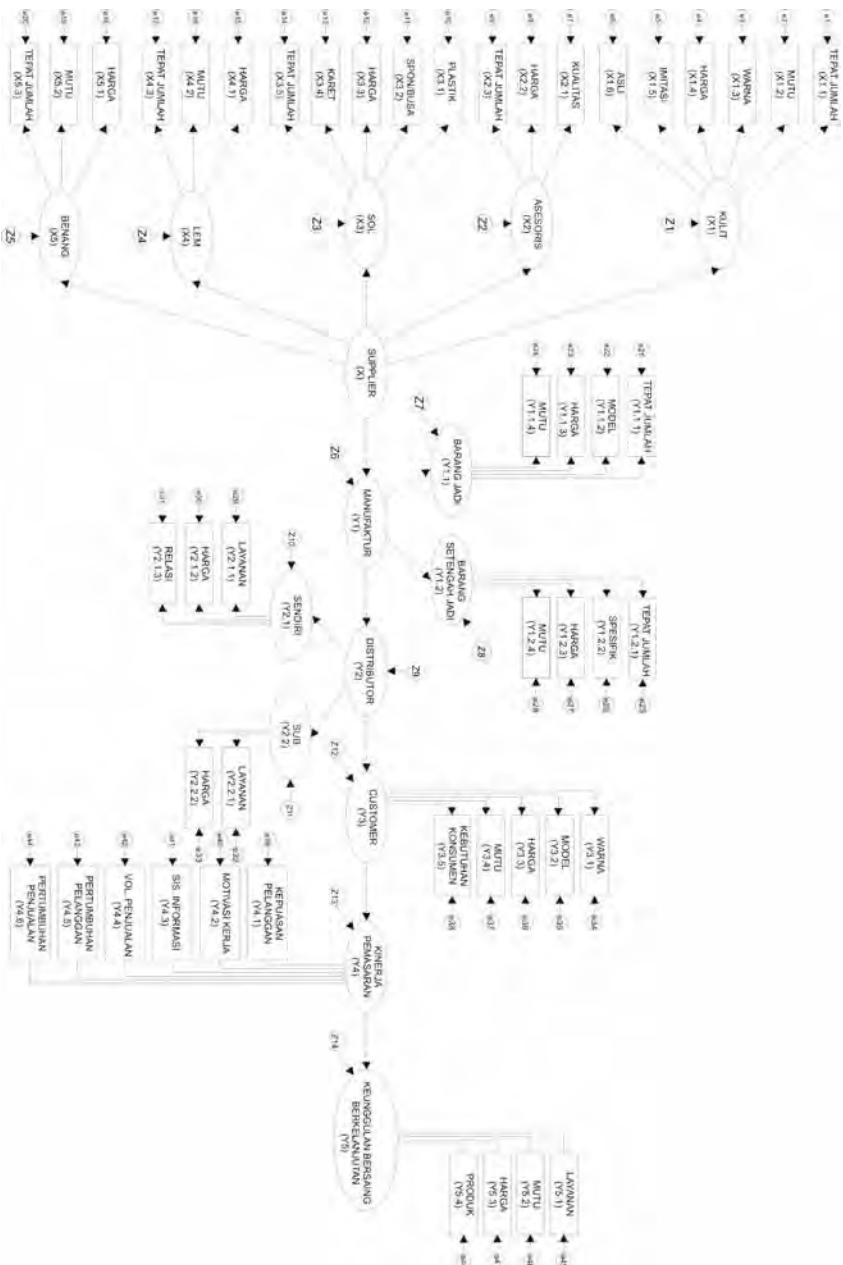 TEPAT JUMLAH
(X1.1)
MUTU
(X1.2)
WARNA
(X1.3)
HARGA
(X1.4)
IMITASI
(X1.5)
ASLI
(X1.6)
KUALITAS
(X2.1)
HARGA
(X2.2)
TEPAT JUMLAH
(X2.3)
PLASTIK
(X3.1)
SPON/BUSA
(X3.2)
HARGA
(X3.3)
KARET
(X3.4)
TEPAT JUMLAH
(X3.5)
HARGA
(X4.1)
MUTU
(X4.2)
TEPAT JUMLAH
(X4.3)
HARGA
(X5.1)
MUTU
(X5.2)
TEPAT JUMLAH
(X5.3)
KULIT
(X1)
Z1
ASESORIS
(X2)
Z2
SOL
(X3)
Z3
LEM
(X4)
Z4
BENANG
(X5)
Z5
SUPPLIER
(X)
e21
TEPAT JUMLAH
(Y1.1.1)
e22
MODEL
(Y1.1.2)
e23
HARGA
(Y1.1.3)
e24
MUTU
(Y1.1.4)
Z7
BARANG JADI
(Y1.1)
Z6
MANUFAKTUR
(Y1)
BARANG
SETENGAH JADI
(Y1.2)
Z8
TEPAT JUMLAH
(Y1.2.1)
SPESIFIK
(Y1.2.2)
HARGA
(Y1.2.3)
e27
MUTU
(Y1.2.4)
e28
LAYANAN
(Y2.1.1)
HARGA
(Y2.1.2)
RELASI
(Y2.1.3)
Z10
SENDIRI
(Y2.1)
Z9
DISTRIBUTOR
(Y2)
SUB
(Y2.2)
Z11
LAYANAN
(Y2.2.1)
e32
HARGA
(Y2.2.2)
e33
Z12
CUSTOMER
(Y3)
WARNA
(Y3.1)
e34
MODEL
(Y3.2)
HARGA
(Y3.3)
MUTU
(Y3.4)
e37
KEBUTUHAN
KONSUMEN
(Y3.5)
KEPUASAN
PELANGGAN
(Y4.1)
MOTIVASI KERJA
(Y4.2)
SIS INFORMASI
(Y4.3)
VOL. PENJUALAN
(Y4.4)
PERTUMBUHAN
PELANGGAN
(Y4.5)
PERTUMBUHAN
PENJUALAN
(Y4.6)
Z13
KINERJA
PEMASARAN
(Y4)
Z14
KEUNGGULAN BERSAING
BERKELANJUTAN
(Y5)
LAYANAN
(Y5.1)
MUTU
(Y5.2)
HARGA
(Y5.3)
PRODUK
(Y5.4)